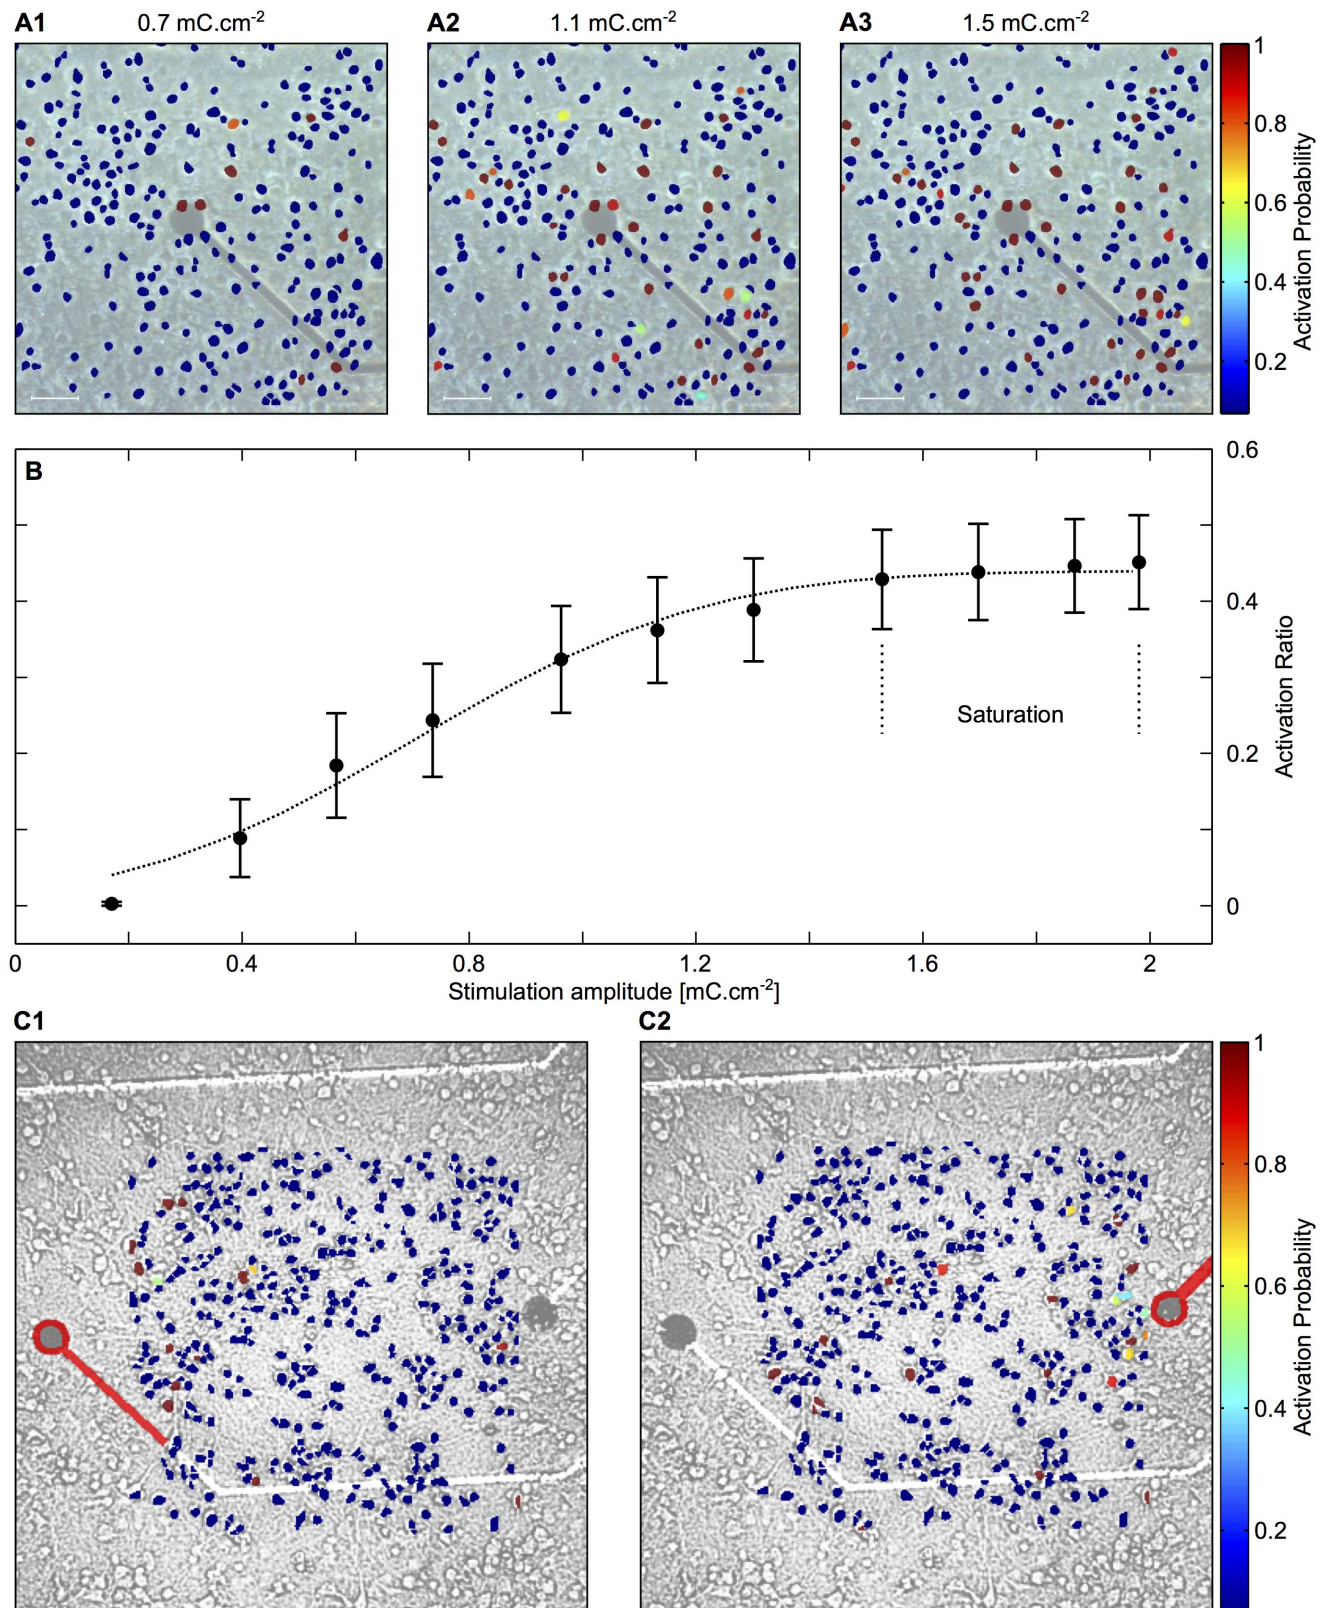 A1 0.7 mC.cm-2 A2 1.1 mC.cm-2 A3 1.5 mC.cm-2
1
0.8
0.6
0.4
0.2
Activation Probability
B
0.6
0.4
0.2
0
Activation Ratio
Saturation
0 0.4 0.8 1.2 1.6 2
Stimulation amplitude [mC.cm-2]
C1 C2
1
0.8
0.6
0.4
0.2
Activation Probability